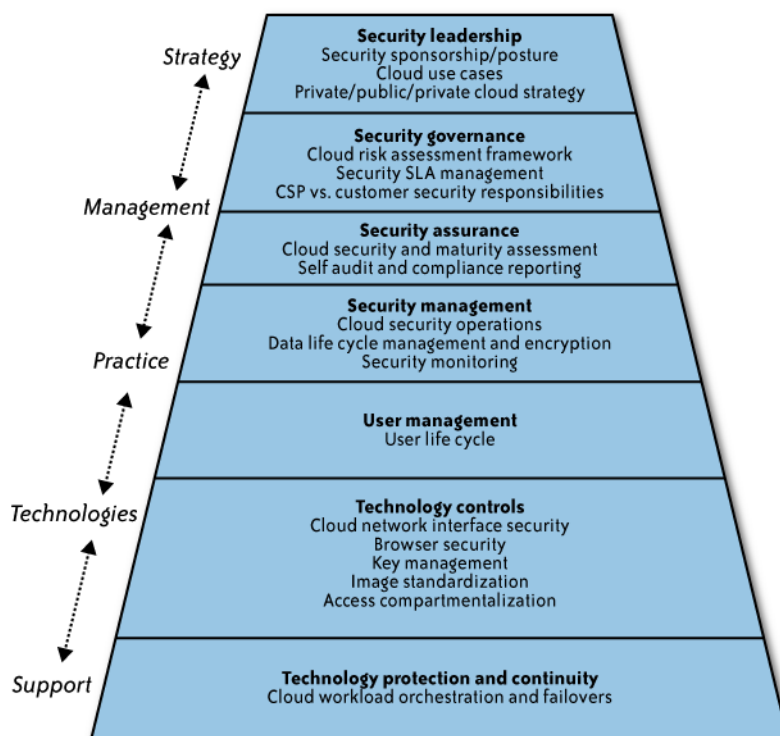 Strategy
Security leadership
Security sponsorship/posture
Cloud use cases
Private/public/private cloud strategy
Security governance
Cloud risk assessment framework
Security SLA management
CSP vs. customer security responsibilities
Management
Security assurance
Cloud security and maturity assessment
Self audit and compliance reporting
Security management
Cloud security operations
Data life cycle management and encryption
Security monitoring
Practice
User management
User life cycle
Technologies
Technology controls
Cloud network interface security
Browser security
Key management
Image standardization
Access compartmentalization
Support
Technology protection and continuity
Cloud workload orchestration and failovers